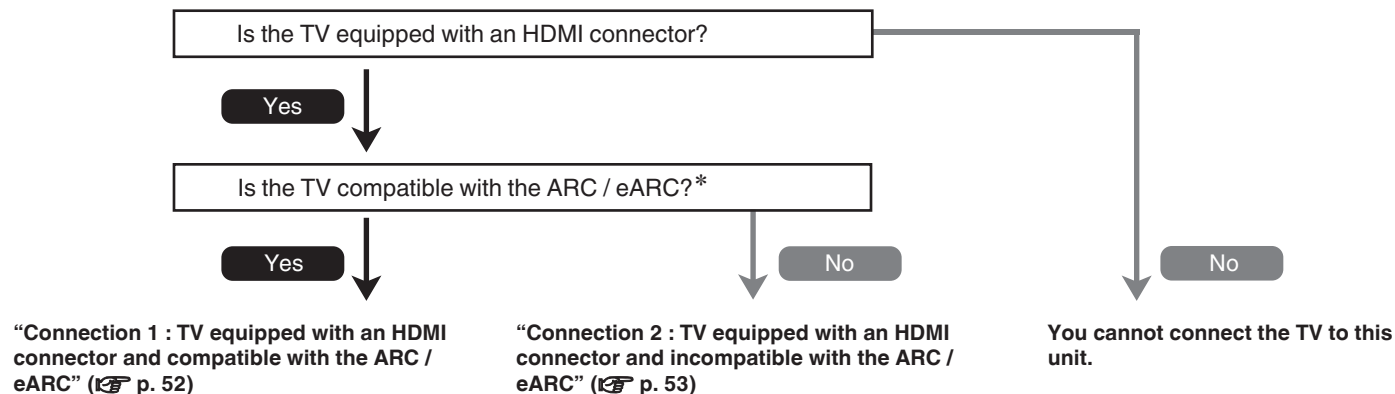 Is the TV equipped with an HDMI connector?
Yes
Is the TV compatible with the ARC / eARC?*
Yes
No
No
“Connection 1 : TV equipped with an HDMI
connector and compatible with the ARC /
eARC” (☞ p. 52)
“Connection 2 : TV equipped with an HDMI
connector and incompatible with the ARC /
eARC” (☞ p. 53)
You cannot connect the TV to this
unit.